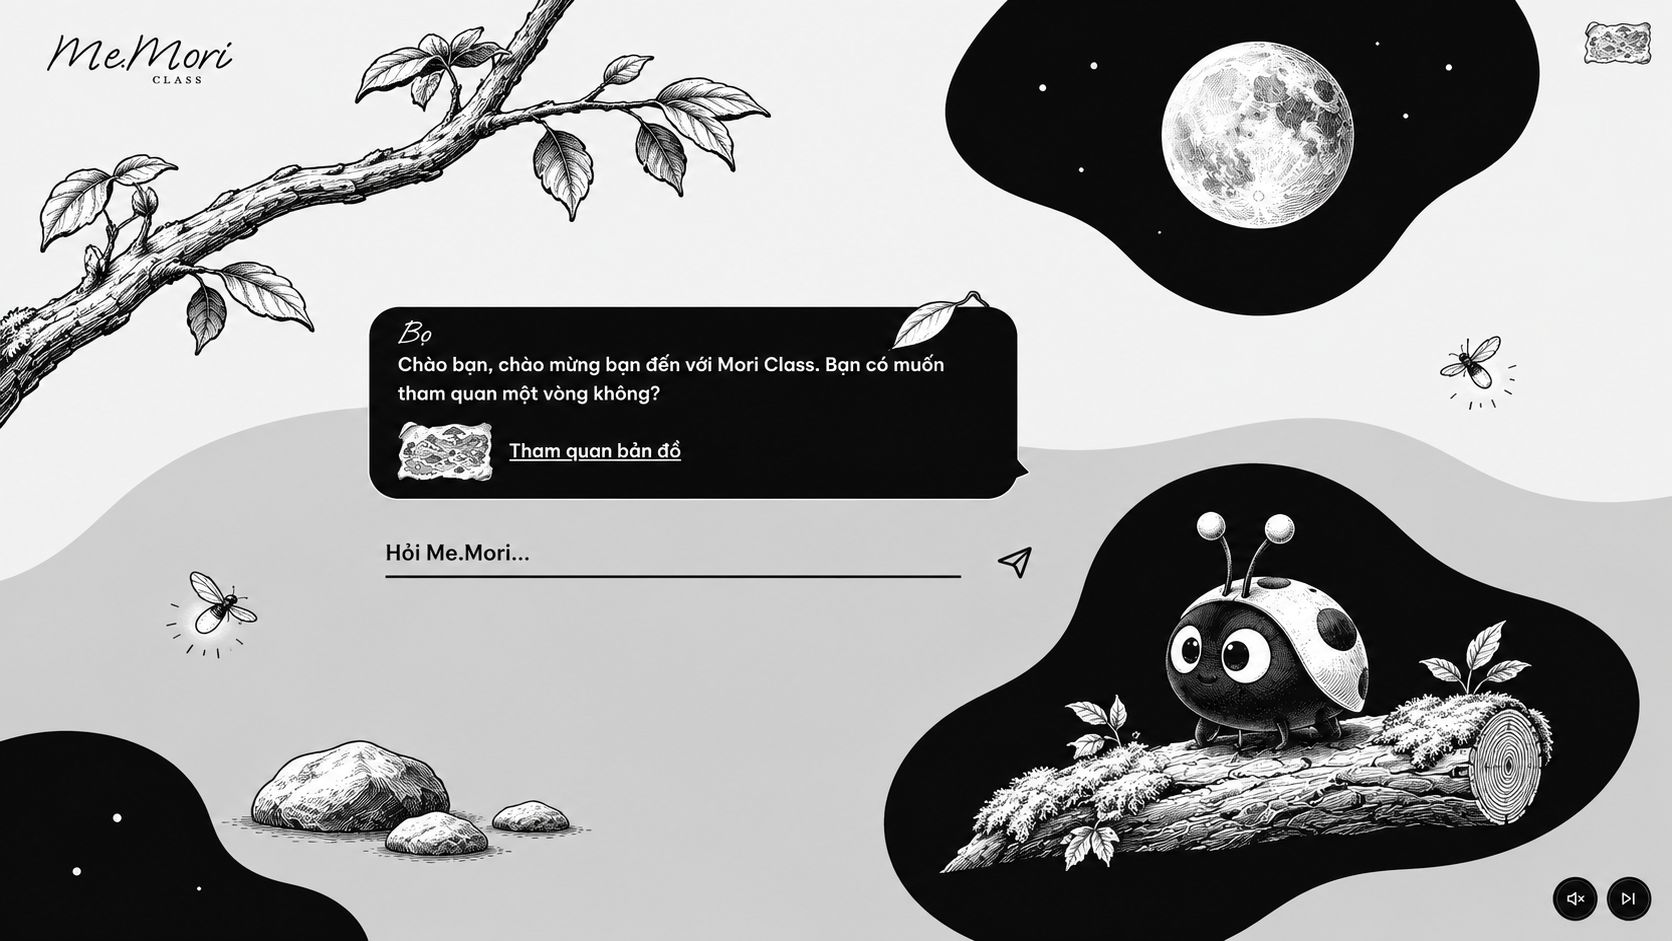 Me.Mori
CLASS
Bọ
Chào bạn, chào mừng bạn đến với Mori Class. Bạn có muốn
tham quan một vòng không?
Tham quan bản đồ
Hỏi Me.Mori...